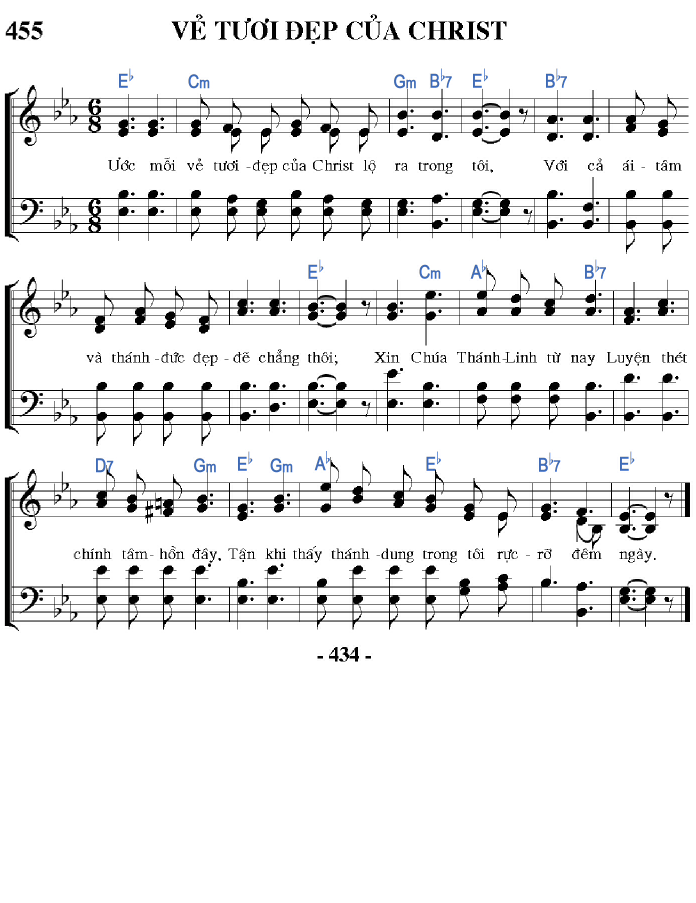 455 VẺ TƯƠI ĐẸP CỦA CHRIST
E♭ Cm Gm B♭7 E♭ B♭7
6 8
Ước mỗi vẻ tươi-đẹp của Christ lộ ra trong tôi, Với cả ái-tâm
6 8
E♭ Cm A♭ B♭7
và thánh-đức đẹp-đẽ chẳng thôi; Xin Chúa Thánh-Linh từ nay Luyện thét
D7 Gm E♭ Gm A♭ E♭ B♭7 E♭
chính tâm-hồn đây, Tận khi thấy thánh-dung trong tôi rực-rỡ đêm ngày.
- 434 -